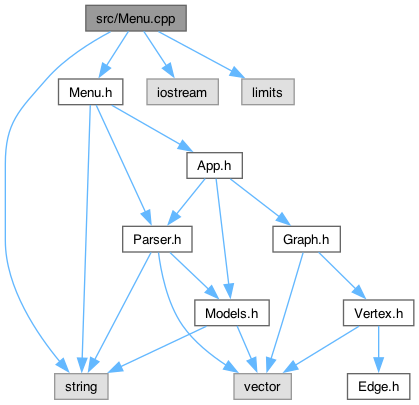 src/Menu.cpp
Menu.h
iostream
limits
App.h
Parser.h
Graph.h
Models.h
Vertex.h
string
vector
Edge.h